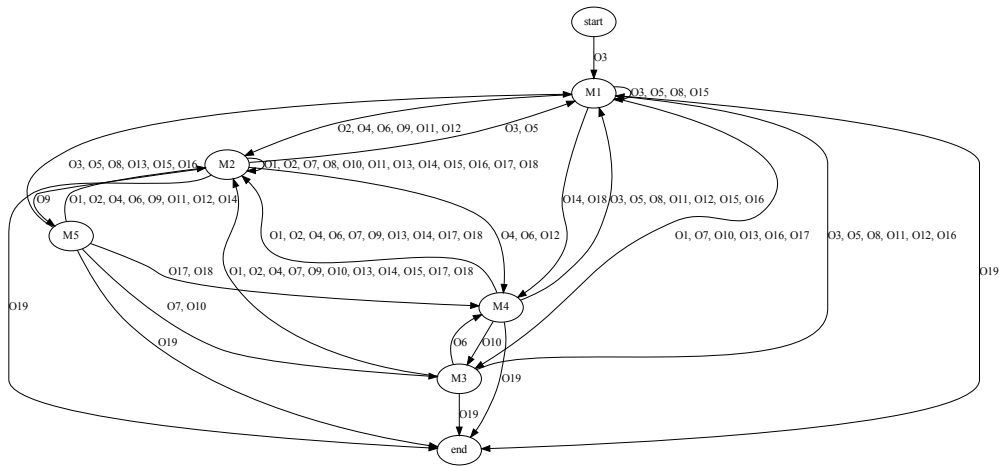 start
O3
M1
O3, O5, O8, O15
O2, O4, O6, O9, O11, O12
O3, O5
O3, O5, O8, O13, O15, O16
M2
O1, O2, O7, O8, O10, O11, O13, O14, O15, O16, O17, O18
O9
O1, O2, O4, O6, O9, O11, O12, O14
O14, O18
O3, O5, O8, O11, O12, O15, O16
M5
O1, O2, O4, O6, O7, O9, O13, O14, O17, O18
O4, O6, O12
O1, O7, O10, O13, O16, O17
O3, O5, O8, O11, O12, O16
O17, O18
O1, O2, O4, O7, O9, O10, O13, O14, O15, O17, O18
O19
O19
O7, O10
M4
O19
O6
O10
M3
O19
O19
end